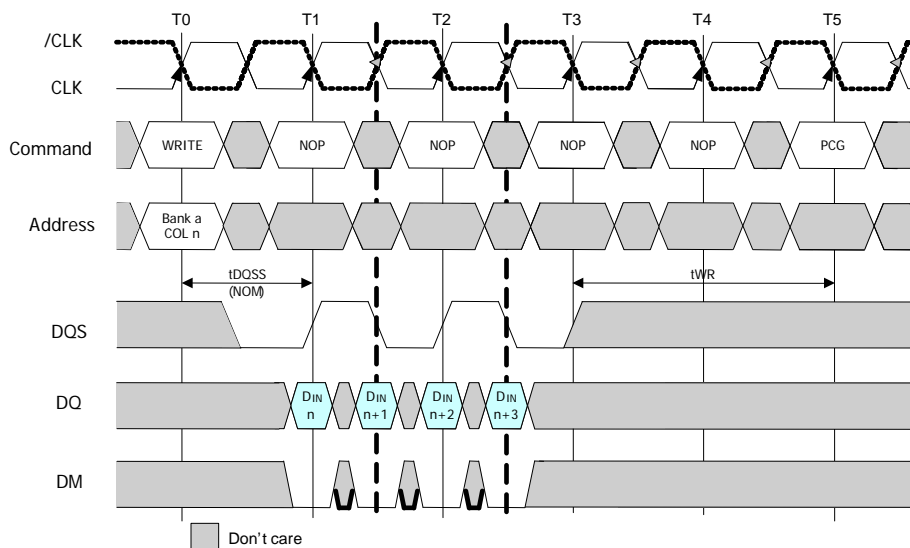 T0 T1 T2 T3 T4 T5
/CLK
CLK
Command WRITE NOP NOP NOP NOP PCG
Address Bank a
COL n
tDQSS
(NOM)
tWR
DQS
DQ DIN
n
DIN
n+1
DIN
n+2
DIN
n+3
DM
Don't care